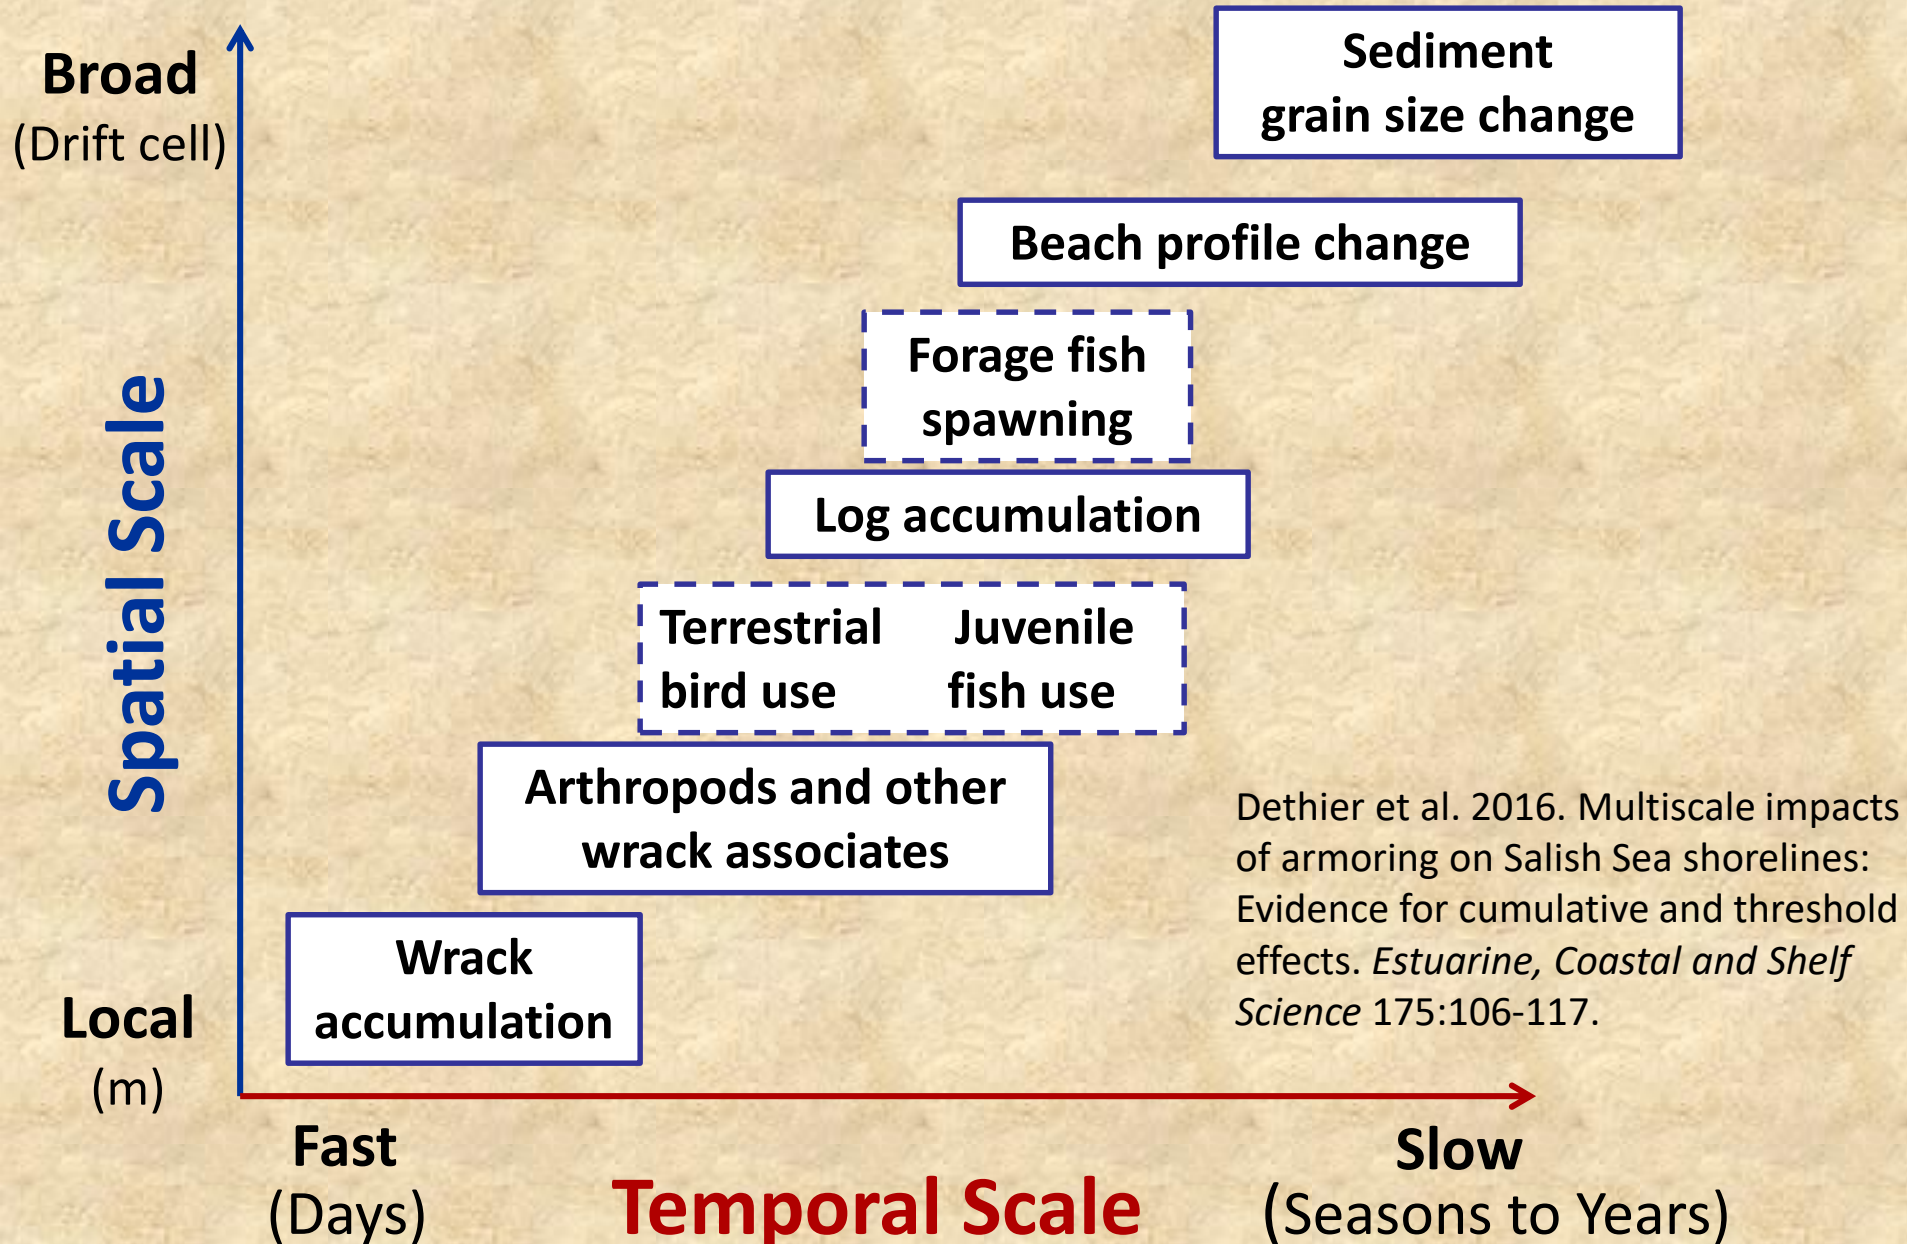 Broad
(Drift cell)
Sediment
grain size change
Beach profile change
Forage fish
spawning
Log accumulation
Spatial Scale
Terrestrial Juvenile
bird use fish use
Arthropods and other
wrack associates
Dethier et al. 2016. Multiscale impacts
of armoring on Salish Sea shorelines:
Evidence for cumulative and threshold
effects. Estuarine, Coastal and Shelf
Science 175:106-117.
Wrack
accumulation
Local
(m)
Fast
(Days)
Temporal Scale
Slow
(Seasons to Years)